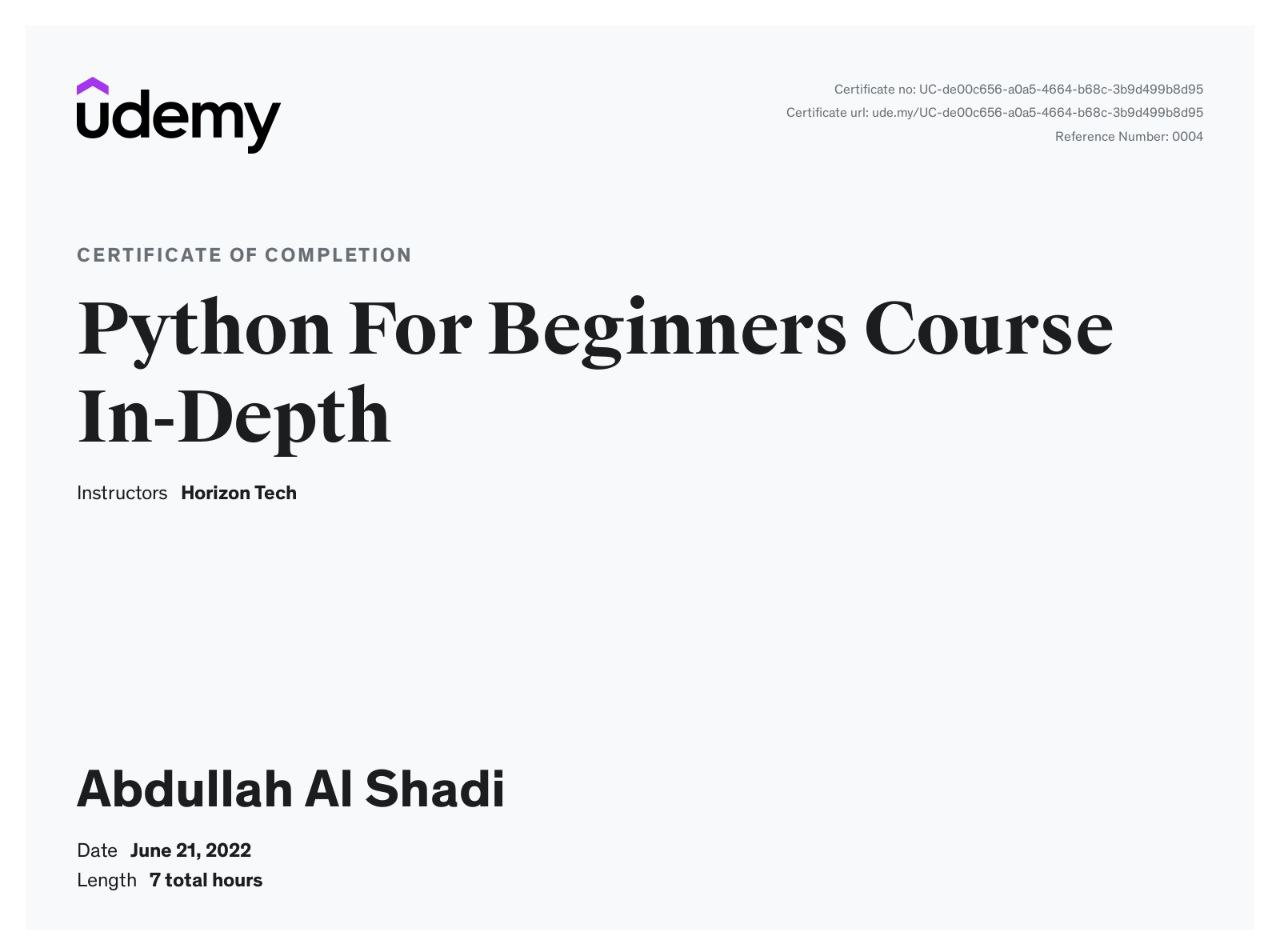 udemy
Certificate no: UC-de00c656-a0a5-4664-b68c-3b9d499b8d95
Certificate url: ude.my/UC-de00c656-a0a5-4664-b68c-3b9d499b8d95
Reference Number: 0004
CERTIFICATE OF COMPLETION
Python For Beginners Course
In-Depth
Instructors Horizon Tech
Abdullah Al Shadi
Date June 21, 2022
Length 7 total hours